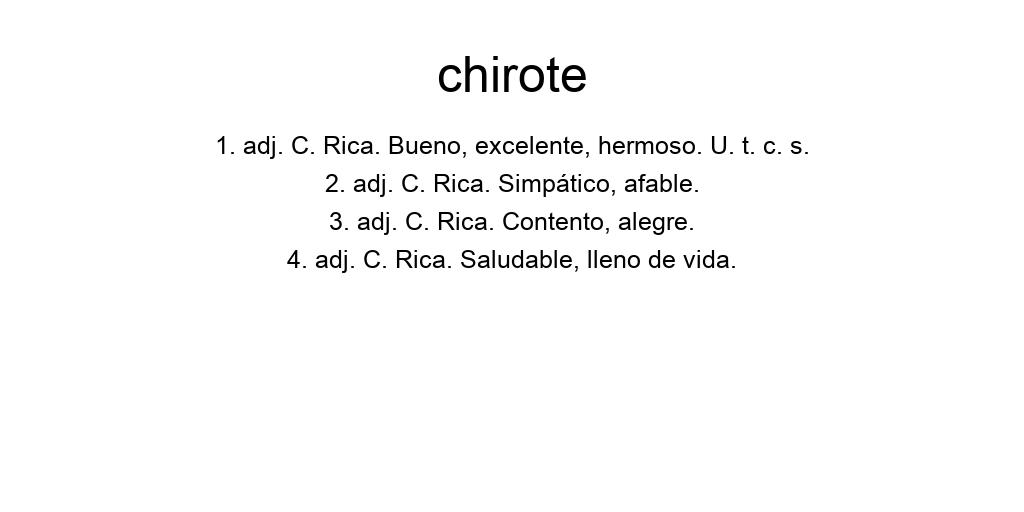 chirote
1. adj. C. Rica. Bueno, excelente, hermoso. U. t. c. s.
2. adj. C. Rica. Simpático, afable.
3. adj. C. Rica. Contento, alegre.
4. adj. C. Rica. Saludable, lleno de vida.